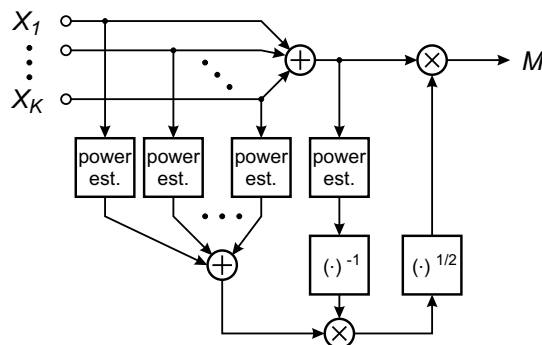 X1
XK
M
power est.
power est.
power est.
power est.
(·) -1
(·) 1/2